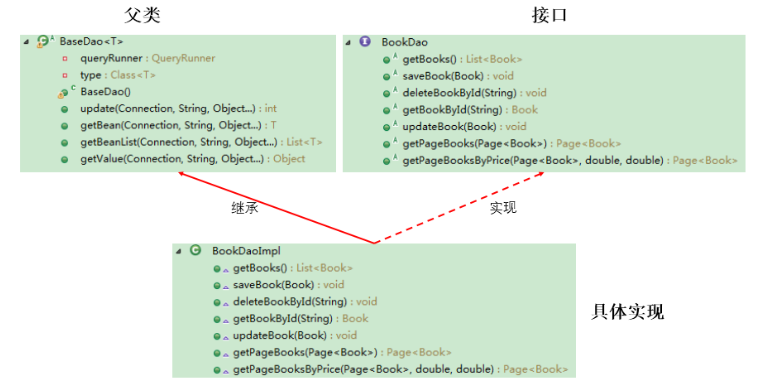 父类
接口
BaseDao<T>
queryRunner : QueryRunner
type : Class<T>
BaseDao()
update(Connection, String, Object...) : int
getBean(Connection, String, Object...) : T
getBeanList(Connection, String, Object...) : List<T>
getValue(Connection, String, Object...) : Object
BookDao
getBooks() : List<Book>
saveBook(Book) : void
deleteBookById(String) : void
getBookById(String) : Book
updateBook(Book) : void
getPageBooks(Page<Book>) : Page<Book>
getPageBooksByPrice(Page<Book>, double, double) : Page<Book>
继承
实现
BookDaoImpl
getBooks() : List<Book>
saveBook(Book) : void
deleteBookById(String) : void
getBookById(String) : Book
updateBook(Book) : void
getPageBooks(Page<Book>) : Page<Book>
getPageBooksByPrice(Page<Book>, double, double) : Page<Book>
具体实现